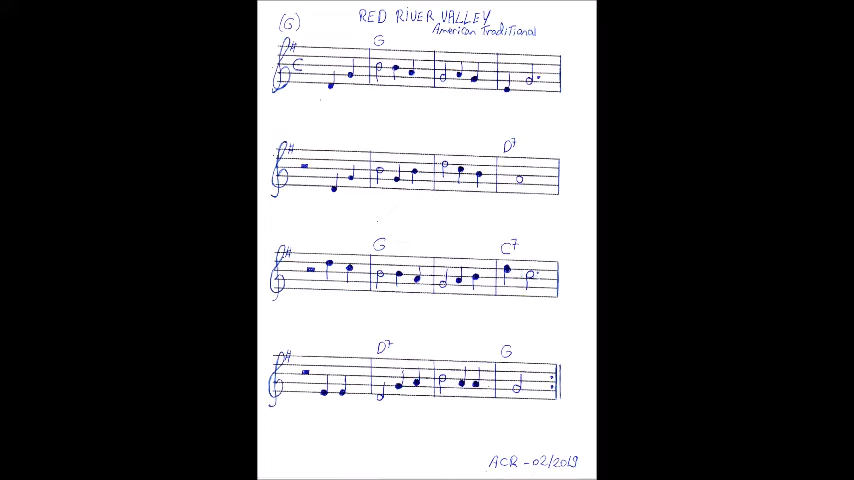 RED RIVER VALLEY
(G)
American Traditional
G
C
D7
G
C7
D7
G
ACR - 02/2019